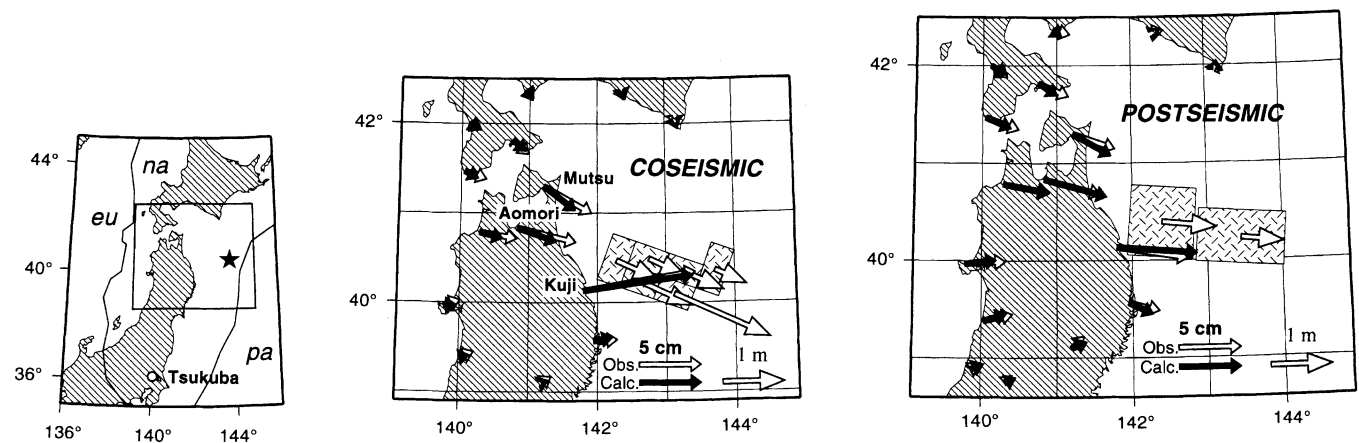 44°
40°
36°
136°
140°
144°
na
eu
pa
Tsukuba
42°
40°
140°
142°
144°
COSEISMIC
Mutsu
Aomori
Kuji
5 cm
Obs.
Calc.
1 m
42°
40°
140°
142°
144°
POSTSEISMIC
5 cm
Obs.
Calc.
1 m